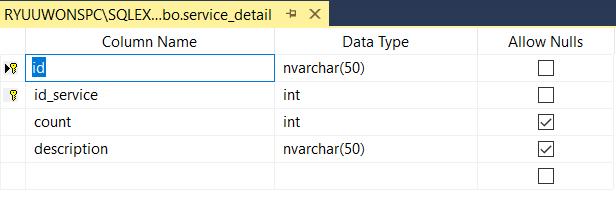 RYUUWONSPC\SQLEX...bo.service_detail
Column Name Data Type Allow Nulls
id nvarchar(50)
id_service int
count int
description nvarchar(50)